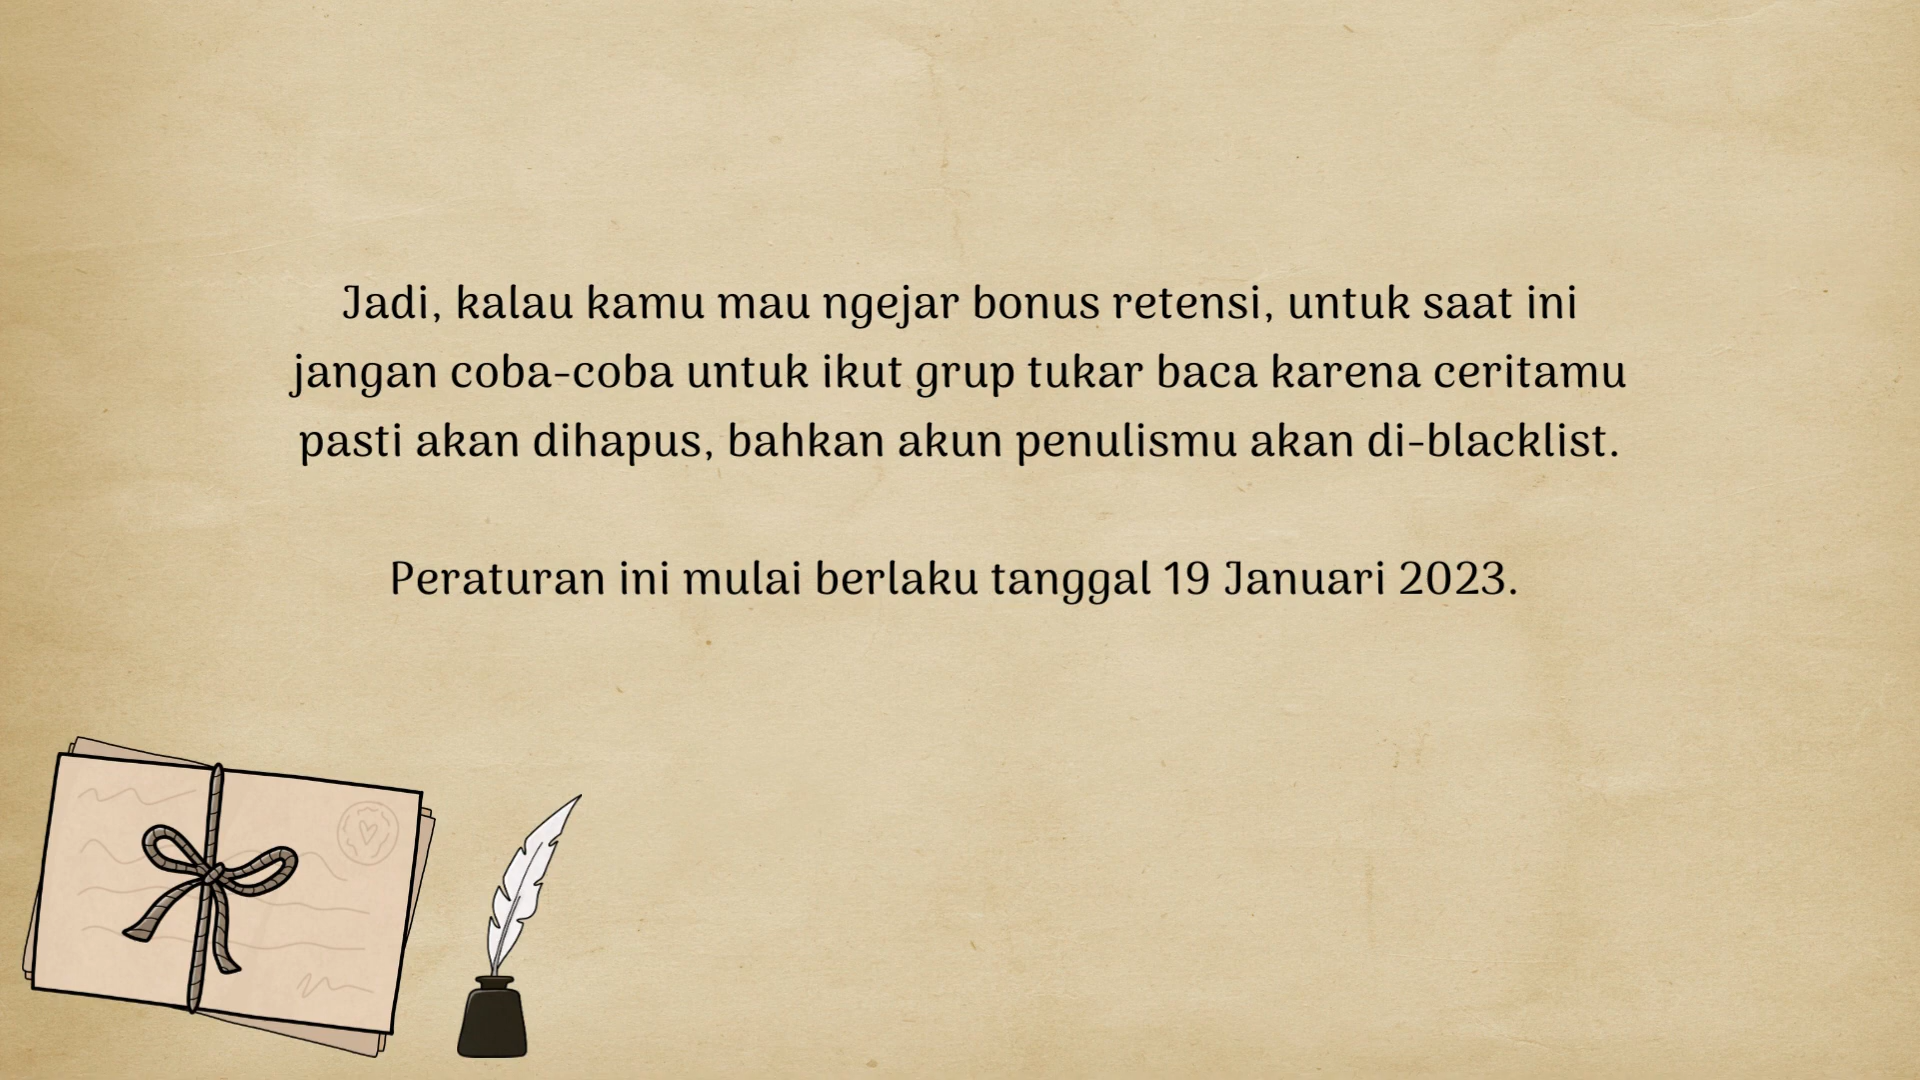 Jadi, kalau kamu mau ngejar bonus retensi, untuk saat ini
jangan coba-coba untuk ikut grup tukar baca karena ceritamu
pasti akan dihapus, bahkan akun penulismu akan di-blacklist.
Peraturan ini mulai berlaku tanggal 19 Januari 2023.